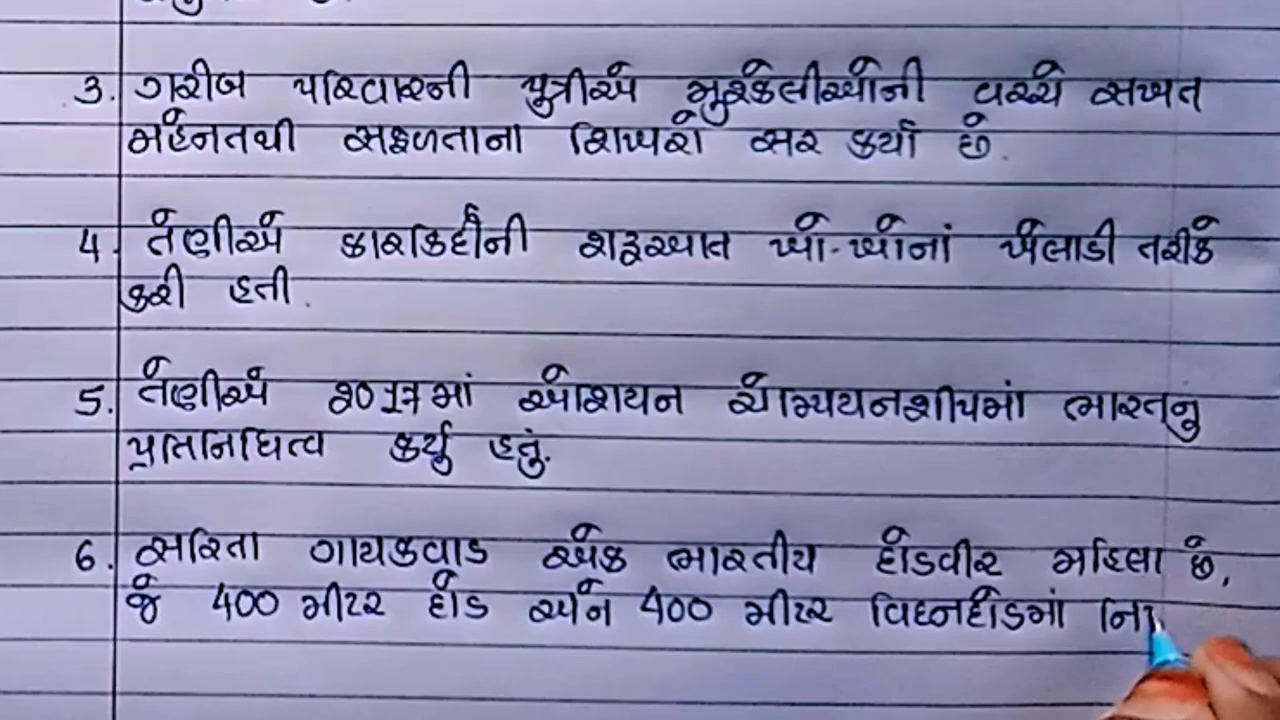 3. ગરીબ પરિવારની પુત્રીએ મુશ્કેલીઓની વચ્ચે સખત
મહેનતથી સફળતાના શિખરો સર કર્યાં છે.
4. તેણીએ કારકિર્દીની શરૂઆત ખો-ખોનાં ખેલાડી તરીકે
કરી હતી.
5. તેણીએ 2017માં એશિયન ચેમ્પિયનશીપમાં ભારતનુ
પ્રતિનિધિત્વ કર્યુ હતું.
6. સરિતા ગાયકવાડ એક ભારતીય દોડવીર મહિલા છે,
જે 400 મીટર દોડ અને 400 મીટર વિઘ્નદોડમાં